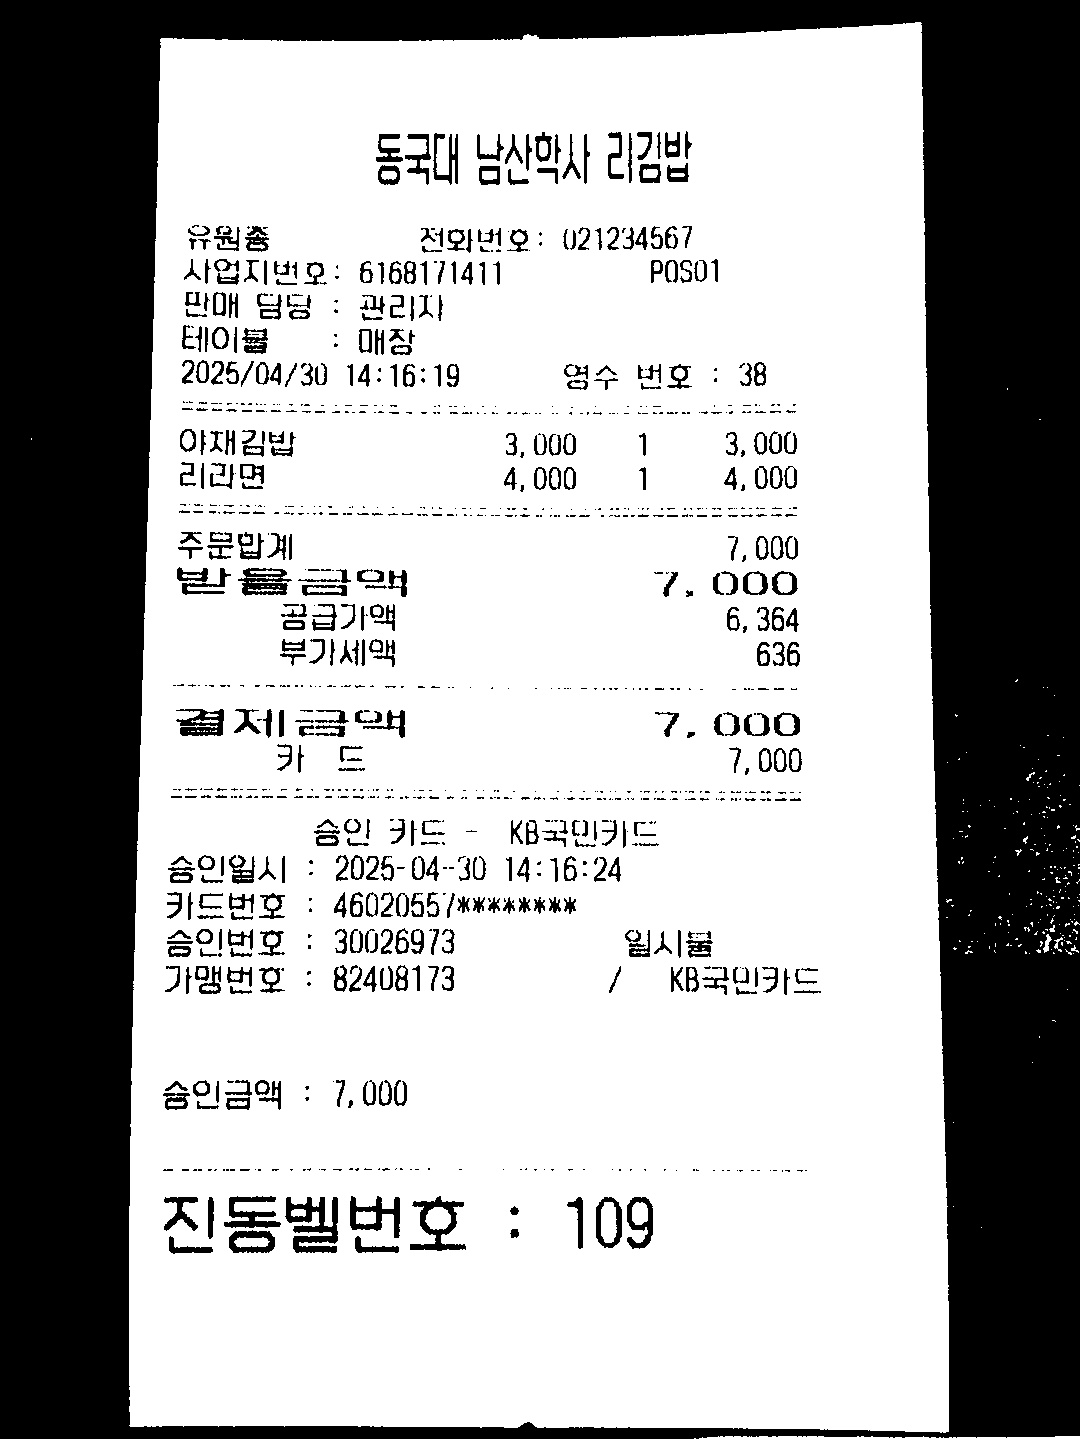 동국대 남산학사 리김밥
유원종 전화번호: 021234567
사업자번호: 6168171411 POS01
판매 담당 : 관리자
테이블 : 매장
2025/04/30 14:16:19 영수 번호 : 38
야채김밥 3,000 1 3,000
리라면 4,000 1 4,000
주문합계 7,000
받을금액 7,000
공급가액 6,364
부가세액 636
결제금액 7,000
카 드 7,000
승인 카드 - KB국민카드
승인일시 : 2025-04-30 14:16:24
카드번호 : 46020557********
승인번호 : 30026973 일시불
가맹번호 : 82408173 / KB국민카드
승인금액 : 7,000
진동벨번호 : 109